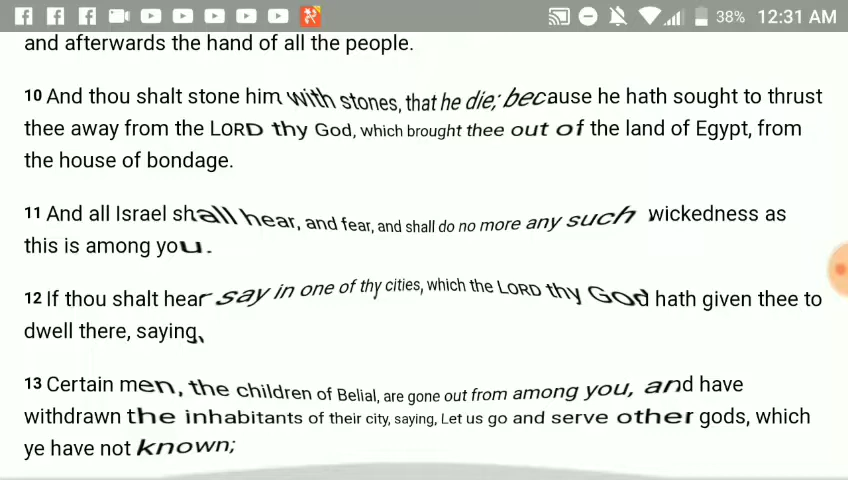 38% 12:31 AM
and afterwards the hand of all the people.
10 And thou shalt stone him with stones, that he die; because he hath sought to thrust
thee away from the LORD thy God, which brought thee out of the land of Egypt, from
the house of bondage.
11 And all Israel shall hear, and fear, and shall do no more any such wickedness as
this is among you.
12 If thou shalt hear say in one of thy cities, which the LORD thy God hath given thee to
dwell there, saying,
13 Certain men, the children of Belial, are gone out from among you, and have
withdrawn the inhabitants of their city, saying, Let us go and serve other gods, which
ye have not known;